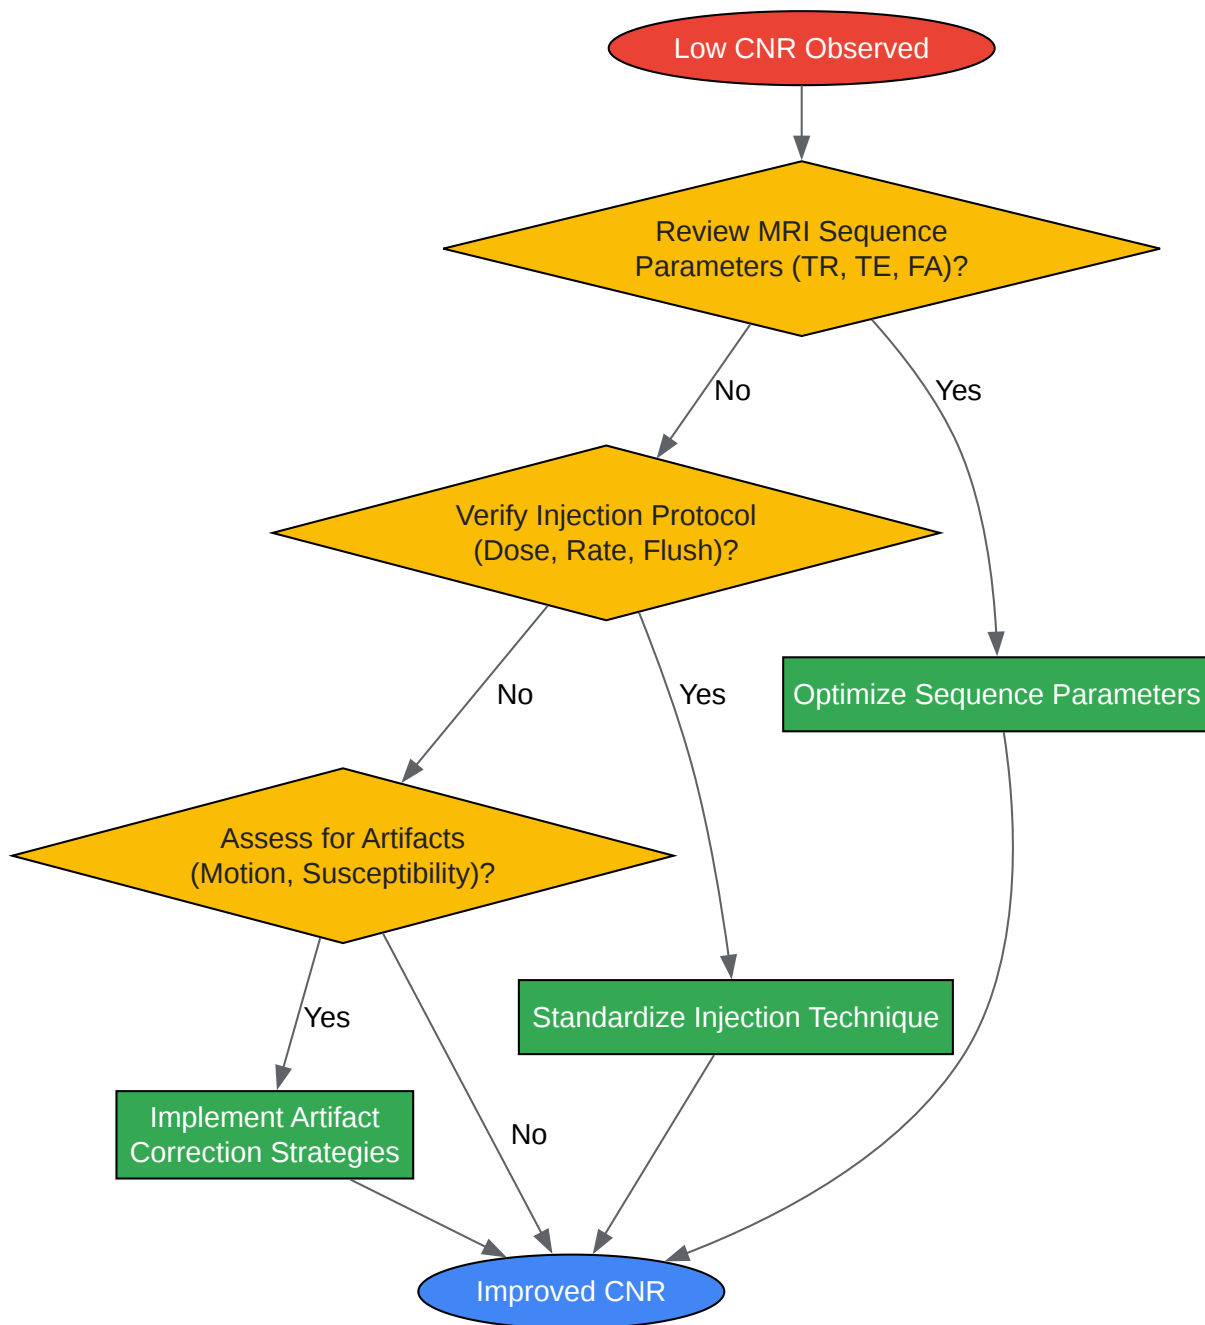 Low CNR Observed
Review MRI Sequence
Parameters (TR, TE, FA)?
No
Yes
Verify Injection Protocol
(Dose, Rate, Flush)?
No
Yes
Optimize Sequence Parameters
Assess for Artifacts
(Motion, Susceptibility)?
Yes
Standardize Injection Technique
Implement Artifact
Correction Strategies
No
Improved CNR